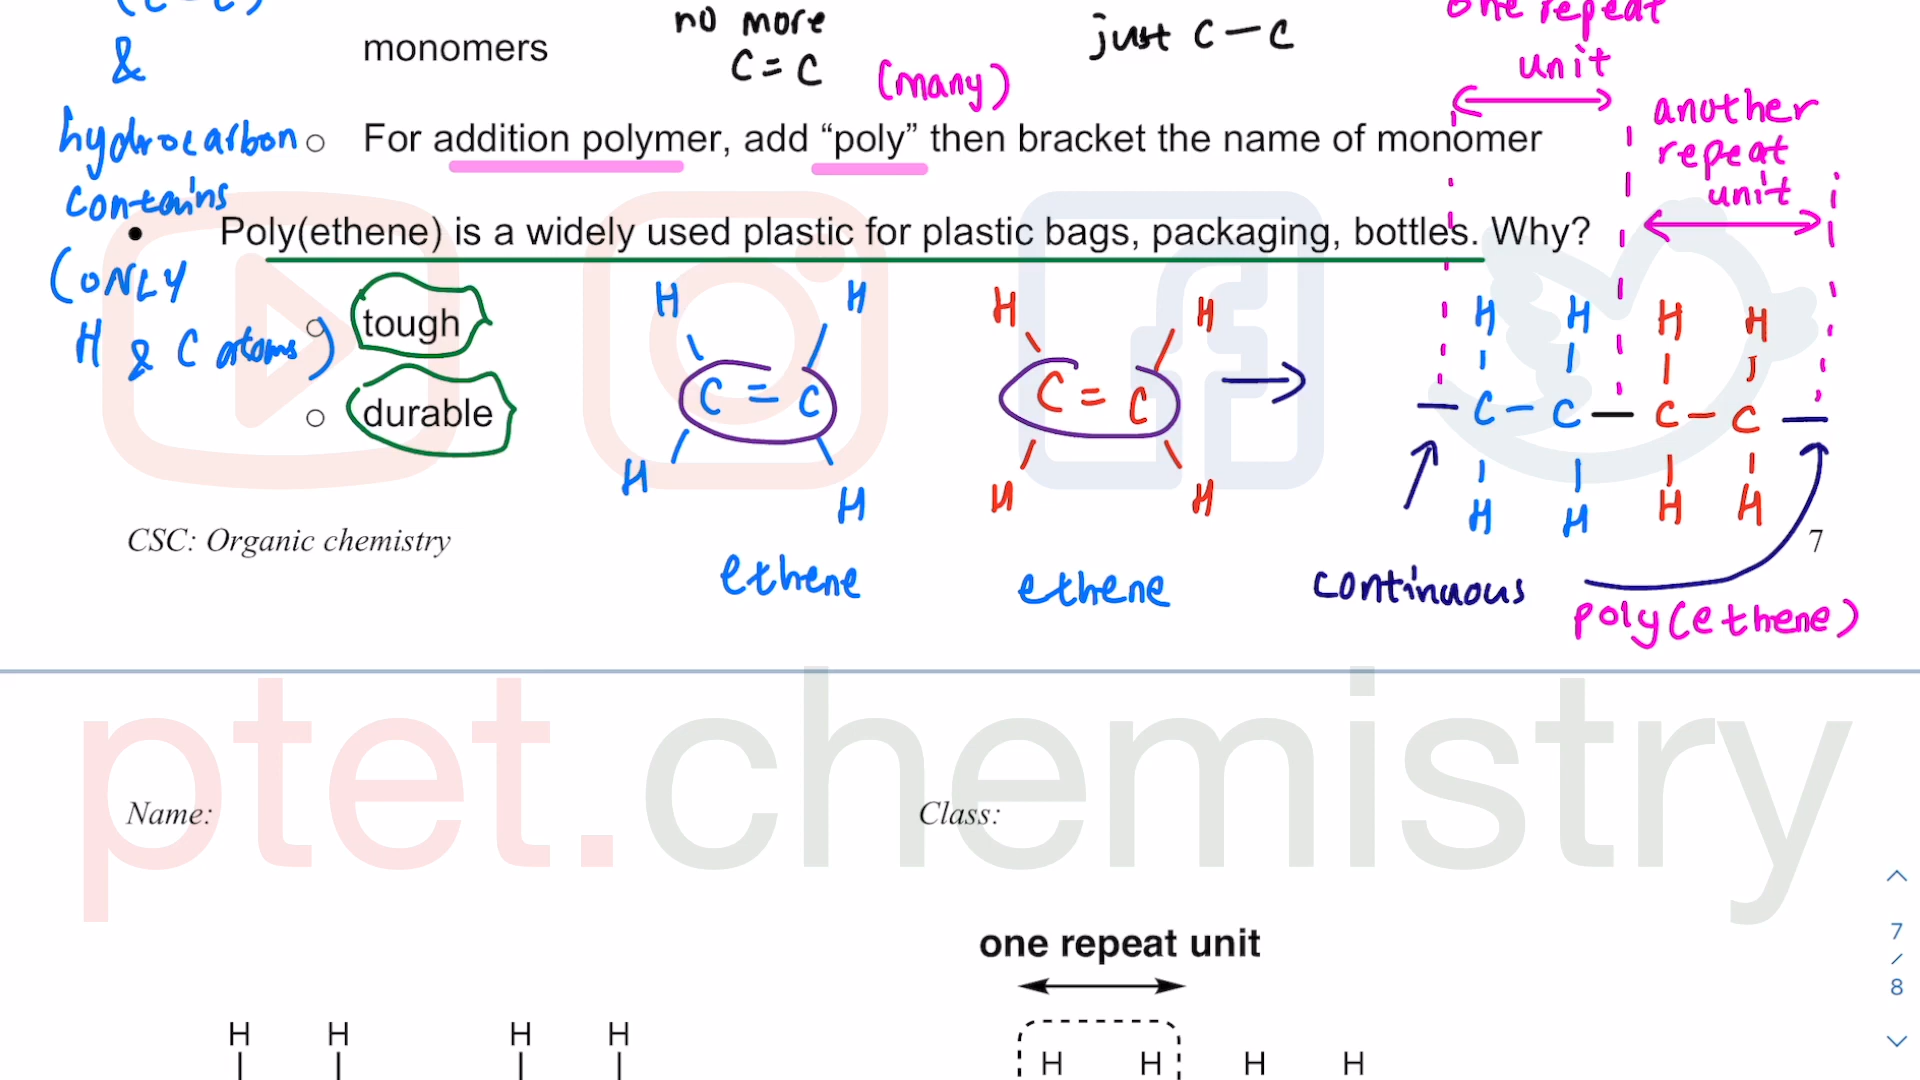 (C=C)
&
hydrocarbon
contains
(ONLY
H & C atoms)
monomers
no more
C=C
just C-C
(many)
one repeat
unit
another
repeat
unit
○ For addition polymer, add “poly” then bracket the name of monomer
• Poly(ethene) is a widely used plastic for plastic bags, packaging, bottles. Why?
○ tough
○ durable
H H H H H H H H
C = C C = C → - C - C - C - C -
H H H H H H H H
ethene ethene continuous
poly(ethene)
CSC: Organic chemistry 7
ptet.chemistry
Name: Class:
one repeat unit
H H H H H H H H
7
/
8